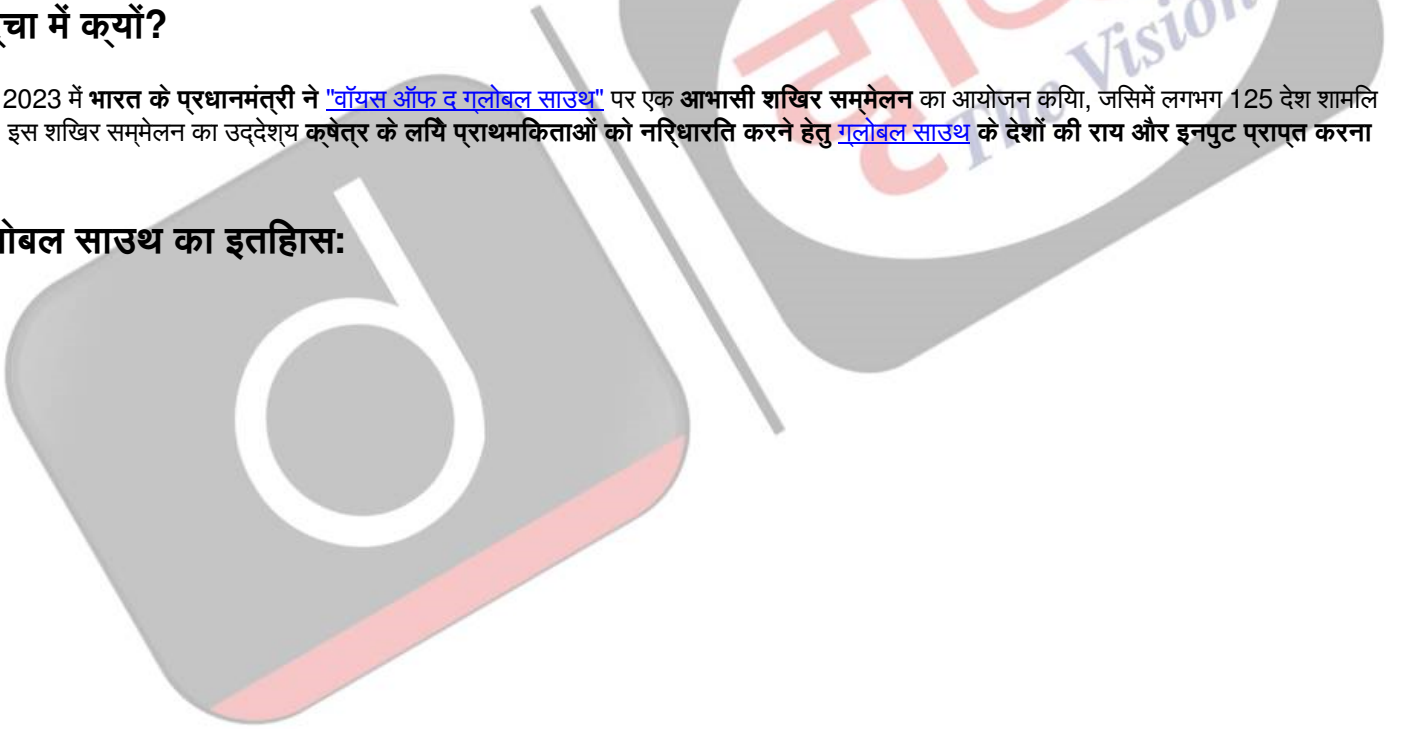 चा में क्यों?
The Vision
2023 में भारत के प्रधानमंत्री ने "वॉयस ऑफ द ग्लोबल साउथ" पर एक आभासी शखिर सम्मेलन का आयोजन कयिा, जसिमें लगभग 125 देश शामलि
इस शखिर सम्मेलन का उद्देश्य क्षेत्र के लयिे प्राथमकिताओं को नरि्धारति करने हेतु ग्लोबल साउथ के देशों की राय और इनपुट प्राप्त करना
बल साउथ का इतहिास: